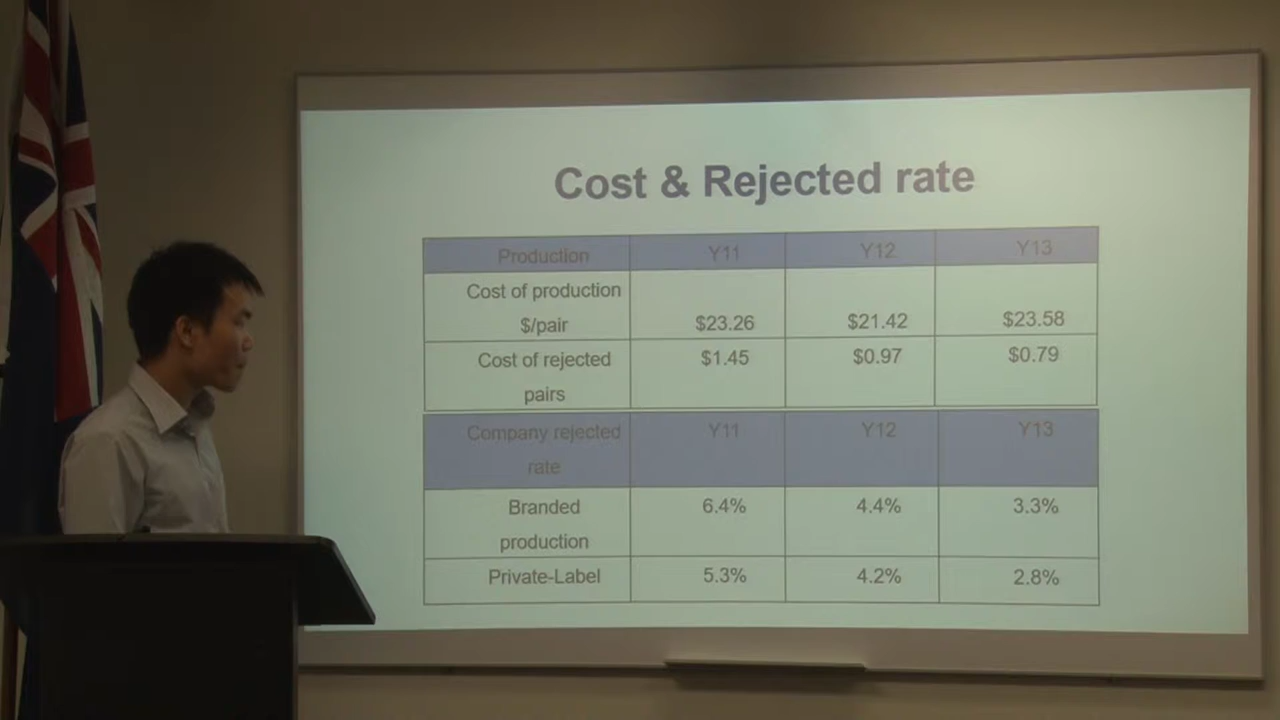 Cost & Rejected rate
Production Y11 Y12 Y13
Cost of production
$/pair $23.26 $21.42 $23.58
Cost of rejected $1.45 $0.97 $0.79
pairs
Company rejected Y11 Y12 Y13
rate
Branded 6.4% 4.4% 3.3%
production
Private-Label 5.3% 4.2% 2.8%